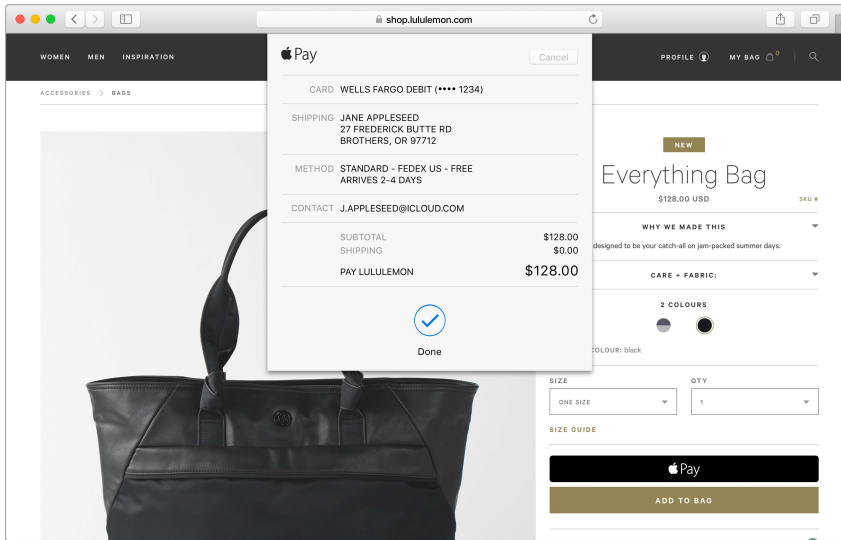 shop.lululemon.com
WOMEN MEN INSPIRATION
PROFILE MY BAG 0
ACCESSORIES > BAGS
Pay
Cancel
CARD WELLS FARGO DEBIT (•••• 1234)
SHIPPING JANE APPLESEED
27 FREDERICK BUTTE RD
BROTHERS, OR 97712
METHOD STANDARD - FEDEX US - FREE
ARRIVES 2-4 DAYS
CONTACT J.APPLESEED@ICLOUD.COM
SUBTOTAL $128.00
SHIPPING $0.00
PAY LULULEMON $128.00
Done
NEW
Everything Bag
$128.00 USD
SKU #
WHY WE MADE THIS
designed to be your catch-all on jam-packed summer days.
CARE + FABRIC:
2 COLOURS
COLOUR: black
SIZE QTY
ONE SIZE 1
SIZE GUIDE
Pay
ADD TO BAG